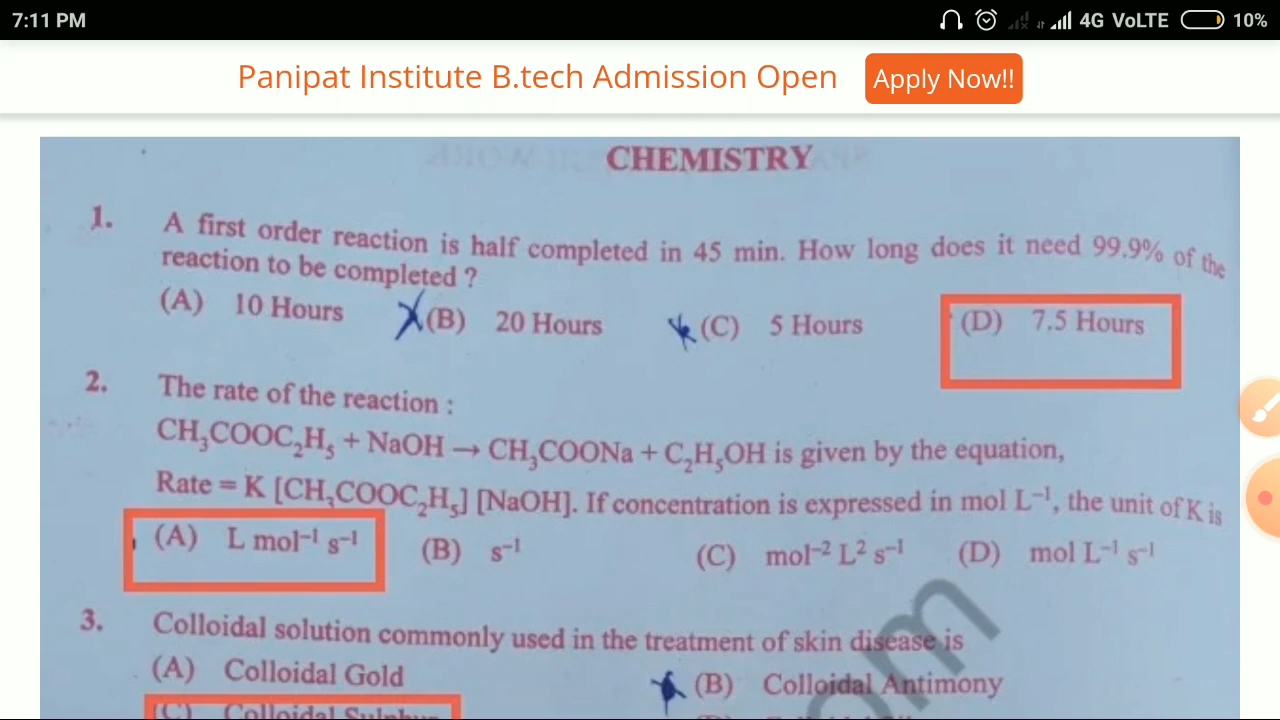 7:11 PM
4G VoLTE 10%
Panipat Institute B.tech Admission Open Apply Now!!
CHEMISTRY
1. A first order reaction is half completed in 45 min. How long does it need 99.9% of the
reaction to be completed ?
(A) 10 Hours (B) 20 Hours (C) 5 Hours (D) 7.5 Hours
2. The rate of the reaction :
CH₃COOC₂H₅ + NaOH → CH₃COONa + C₂H₅OH is given by the equation,
Rate = K [CH₃COOC₂H₅] [NaOH]. If concentration is expressed in mol L⁻¹, the unit of K is
(A) L mol⁻¹ s⁻¹ (B) s⁻¹ (C) mol⁻² L² s⁻¹ (D) mol L⁻¹ s⁻¹
3. Colloidal solution commonly used in the treatment of skin disease is
(A) Colloidal Gold (B) Colloidal Antimony
(C) Colloidal Sulphur
om